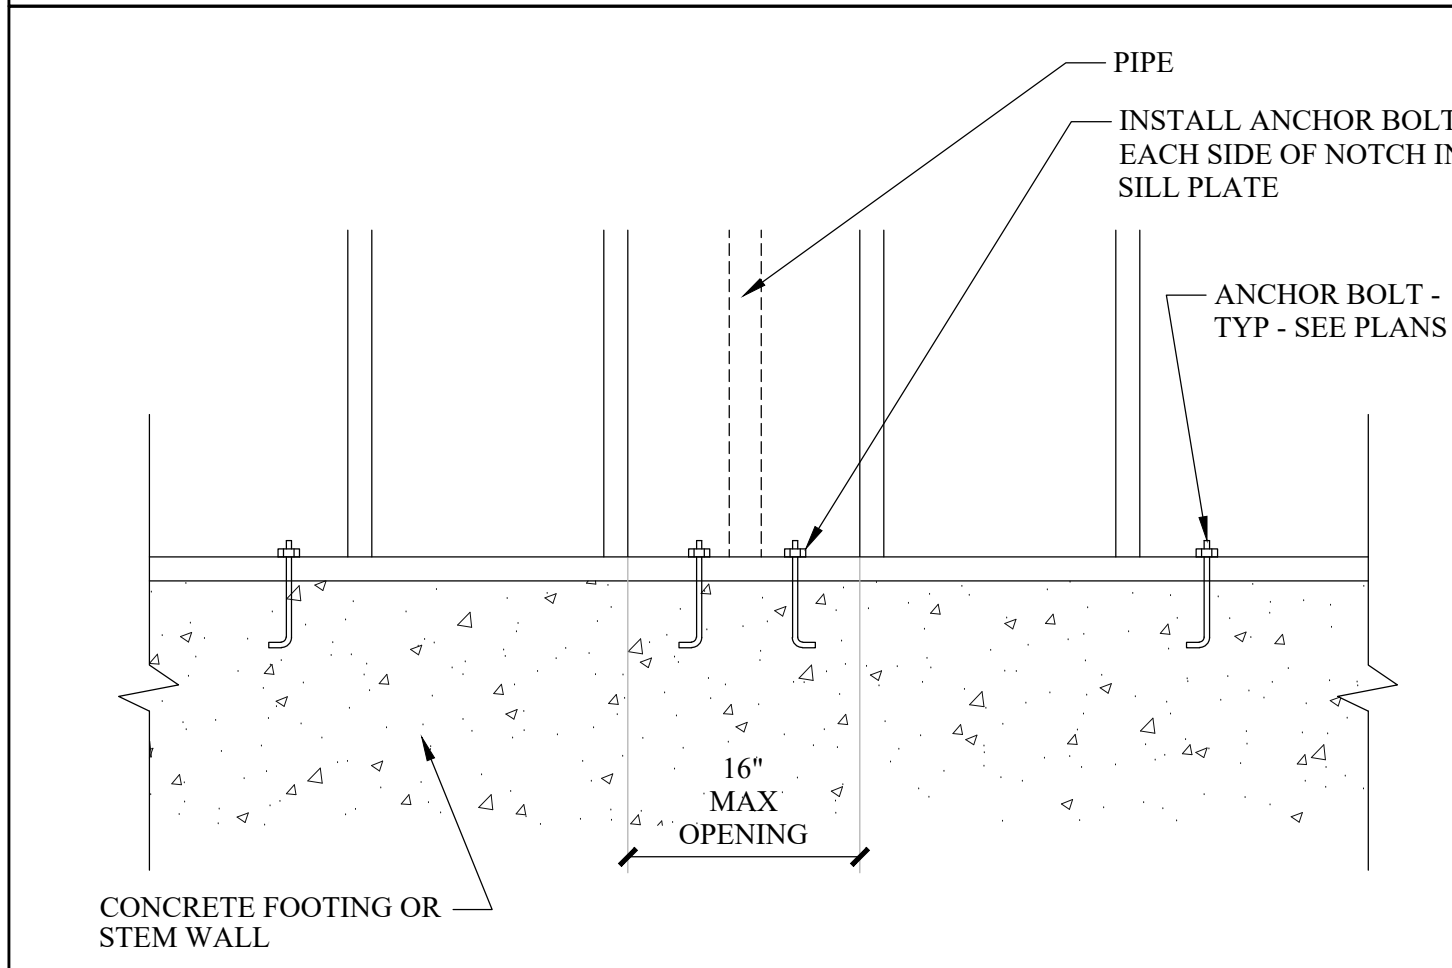 PIPE
INSTALL ANCHOR BOLT
EACH SIDE OF NOTCH IN
SILL PLATE
ANCHOR BOLT -
TYP - SEE PLANS
16"
MAX
OPENING
CONCRETE FOOTING OR
STEM WALL